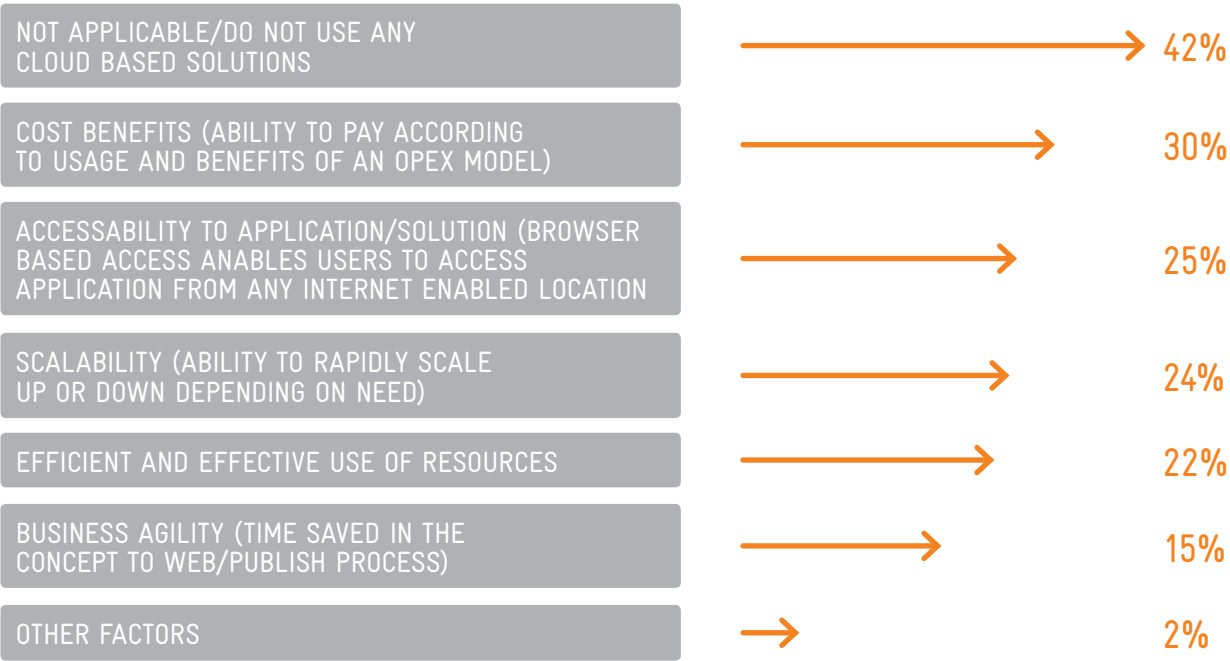 NOT APPLICABLE/DO NOT USE ANY
CLOUD BASED SOLUTIONS
42%
COST BENEFITS (ABILITY TO PAY ACCORDING
TO USAGE AND BENEFITS OF AN OPEX MODEL)
30%
ACCESSABILITY TO APPLICATION/SOLUTION (BROWSER
BASED ACCESS ANABLES USERS TO ACCESS
APPLICATION FROM ANY INTERNET ENABLED LOCATION
25%
SCALABILITY (ABILITY TO RAPIDLY SCALE
UP OR DOWN DEPENDING ON NEED)
24%
EFFICIENT AND EFFECTIVE USE OF RESOURCES
22%
BUSINESS AGILITY (TIME SAVED IN THE
CONCEPT TO WEB/PUBLISH PROCESS)
15%
OTHER FACTORS
2%